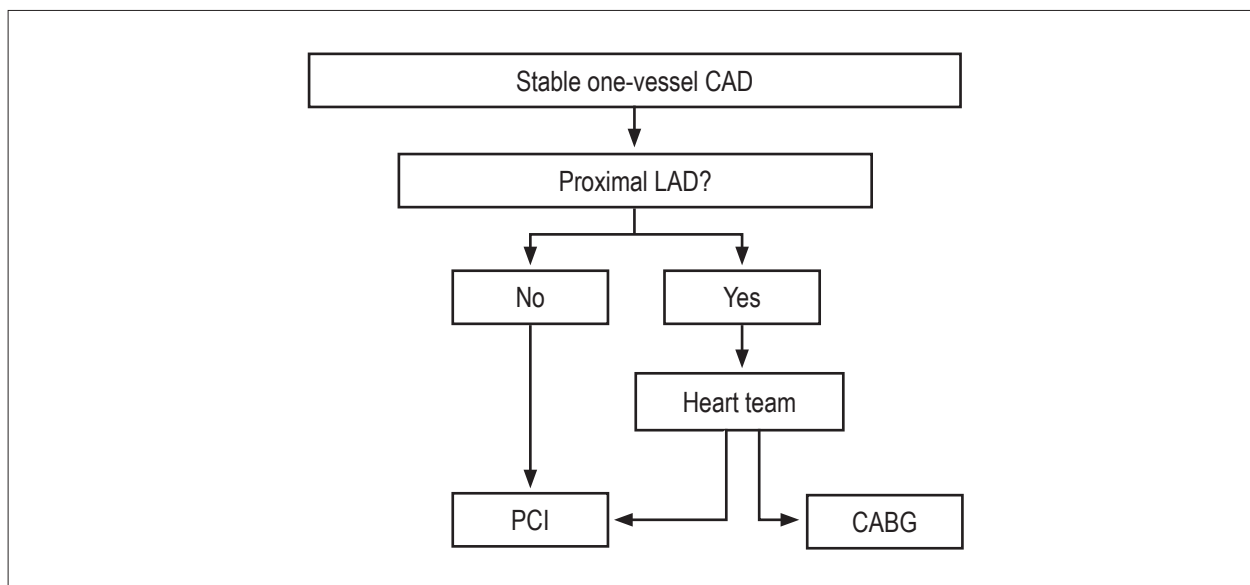 Stable one-vessel CAD
Proximal LAD?
No
Yes
Heart team
PCI
CABG